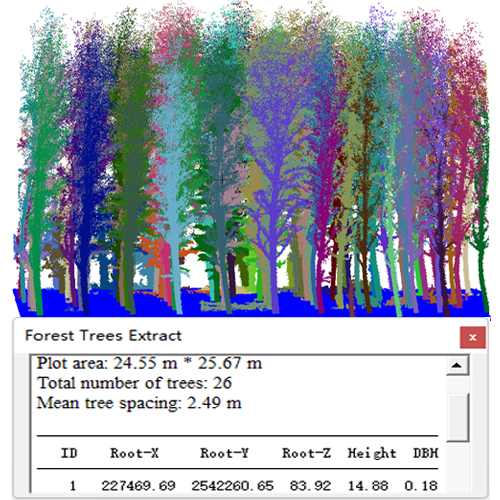 Forest Trees Extract
x
Plot area: 24.55 m * 25.67 m
Total number of trees: 26
Mean tree spacing: 2.49 m
ID Root-X Root-Y Root-Z Height DBH
1 227469.69 2542260.65 83.92 14.88 0.18